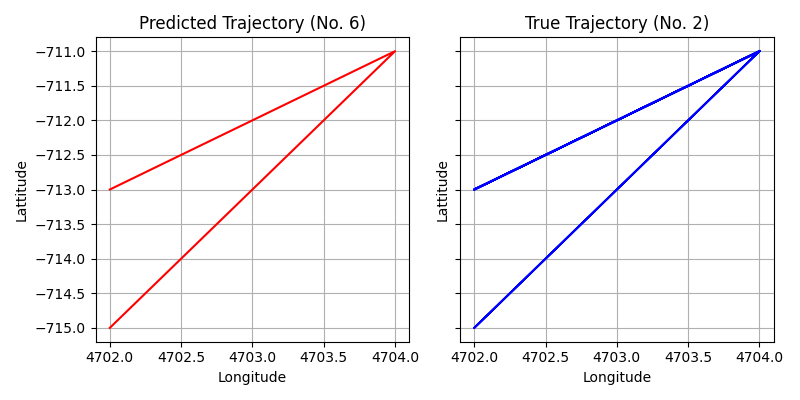 Predicted Trajectory (No. 6)
True Trajectory (No. 2)
−711.0
−711.5
−712.0
−712.5
−713.0
−713.5
−714.0
−714.5
−715.0
Lattitude
Lattitude
4702.0 4702.5 4703.0 4703.5 4704.0
4702.0 4702.5 4703.0 4703.5 4704.0
Longitude
Longitude